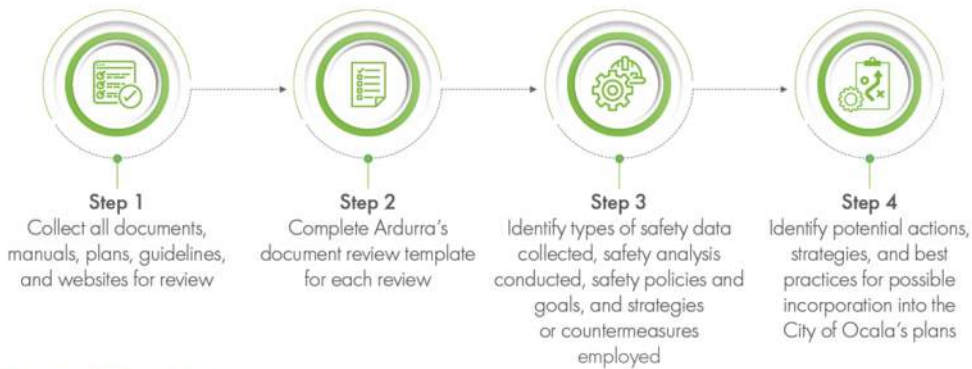 Step 1
Collect all documents,
manuals, plans, guidelines,
and websites for review
Step 2
Complete Ardurra's
document review template
for each review
Step 3
Identify types of safety data
collected, safety analysis
conducted, safety policies and
goals, and strategies
or countermeasures
employed
Step 4
Identify potential actions,
strategies, and best
practices for possible
incorporation into the
City of Ocala's plans